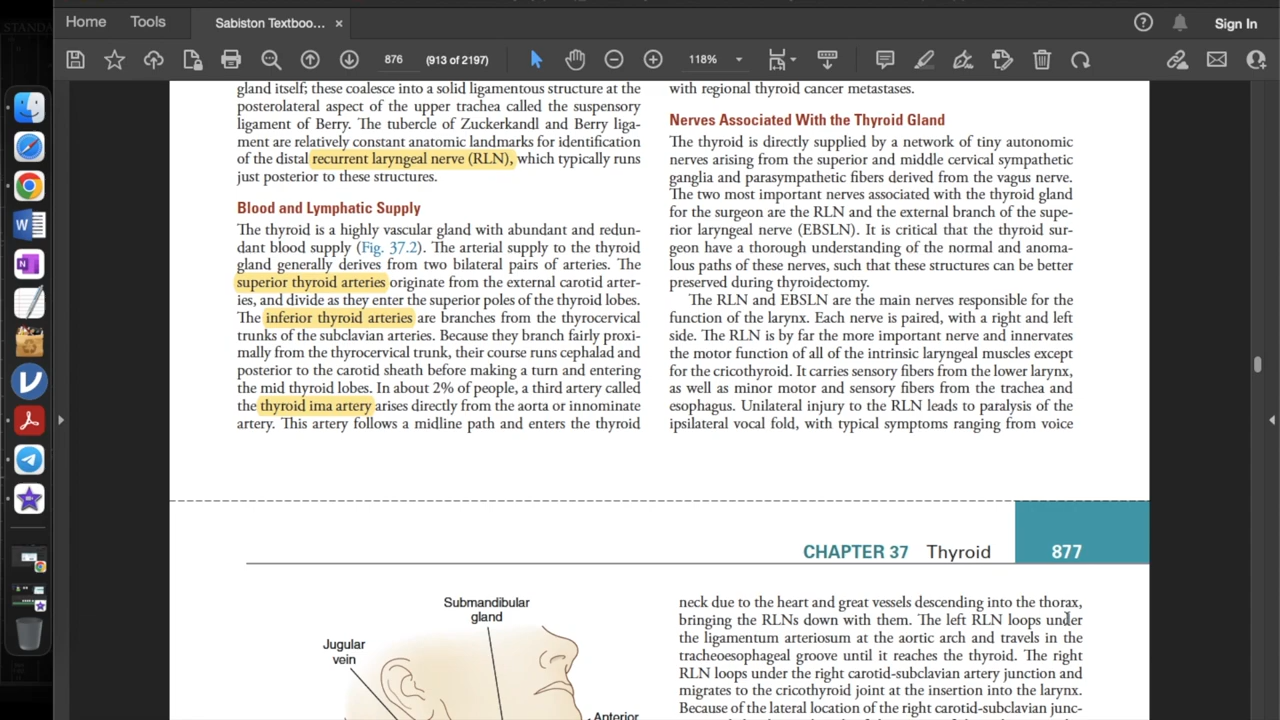 Home
Tools
Sabiston Textboo...
×
Sign In
876
(913 of 2197)
118%
gland itself; these coalesce into a solid ligamentous structure at the
posterolateral aspect of the upper trachea called the suspensory
ligament of Berry. The tubercle of Zuckerkandl and Berry liga-
ment are relatively constant anatomic landmarks for identification
of the distal recurrent laryngeal nerve (RLN), which typically runs
just posterior to these structures.
Blood and Lymphatic Supply
The thyroid is a highly vascular gland with abundant and redun-
dant blood supply (Fig. 37.2). The arterial supply to the thyroid
gland generally derives from two bilateral pairs of arteries. The
superior thyroid arteries originate from the external carotid arter-
ies, and divide as they enter the superior poles of the thyroid lobes.
The inferior thyroid arteries are branches from the thyrocervical
trunks of the subclavian arteries. Because they branch fairly proxi-
mally from the thyrocervical trunk, their course runs cephalad and
posterior to the carotid sheath before making a turn and entering
the mid thyroid lobes. In about 2% of people, a third artery called
the thyroid ima artery arises directly from the aorta or innominate
artery. This artery follows a midline path and enters the thyroid
with regional thyroid cancer metastases.
Nerves Associated With the Thyroid Gland
The thyroid is directly supplied by a network of tiny autonomic
nerves arising from the superior and middle cervical sympathetic
ganglia and parasympathetic fibers derived from the vagus nerve.
The two most important nerves associated with the thyroid gland
for the surgeon are the RLN and the external branch of the supe-
rior laryngeal nerve (EBSLN). It is critical that the thyroid sur-
geon have a thorough understanding of the normal and anoma-
lous paths of these nerves, such that these structures can be better
preserved during thyroidectomy.
The RLN and EBSLN are the main nerves responsible for the
function of the larynx. Each nerve is paired, with a right and left
side. The RLN is by far the more important nerve and innervates
the motor function of all of the intrinsic laryngeal muscles except
for the cricothyroid. It carries sensory fibers from the lower larynx,
as well as minor motor and sensory fibers from the trachea and
esophagus. Unilateral injury to the RLN leads to paralysis of the
ipsilateral vocal fold, with typical symptoms ranging from voice
CHAPTER 37 Thyroid
877
Submandibular
gland
Jugular
vein
Anterior
neck due to the heart and great vessels descending into the thorax,
bringing the RLNs down with them. The left RLN loops under
the ligamentum arteriosum at the aortic arch and travels in the
tracheoesophageal groove until it reaches the thyroid. The right
RLN loops under the right carotid-subclavian artery junction and
migrates to the cricothyroid joint at the insertion into the larynx.
Because of the lateral location of the right carotid-subclavian junc-